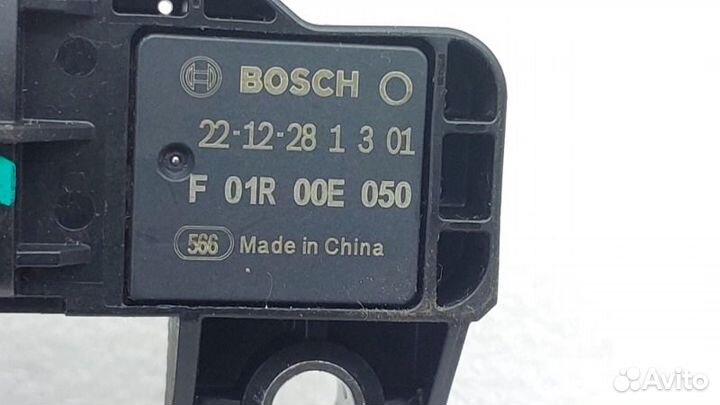 BOSCH
22-12-28 1 3 01
F 01R 00E 050
566 Made in China
Avito